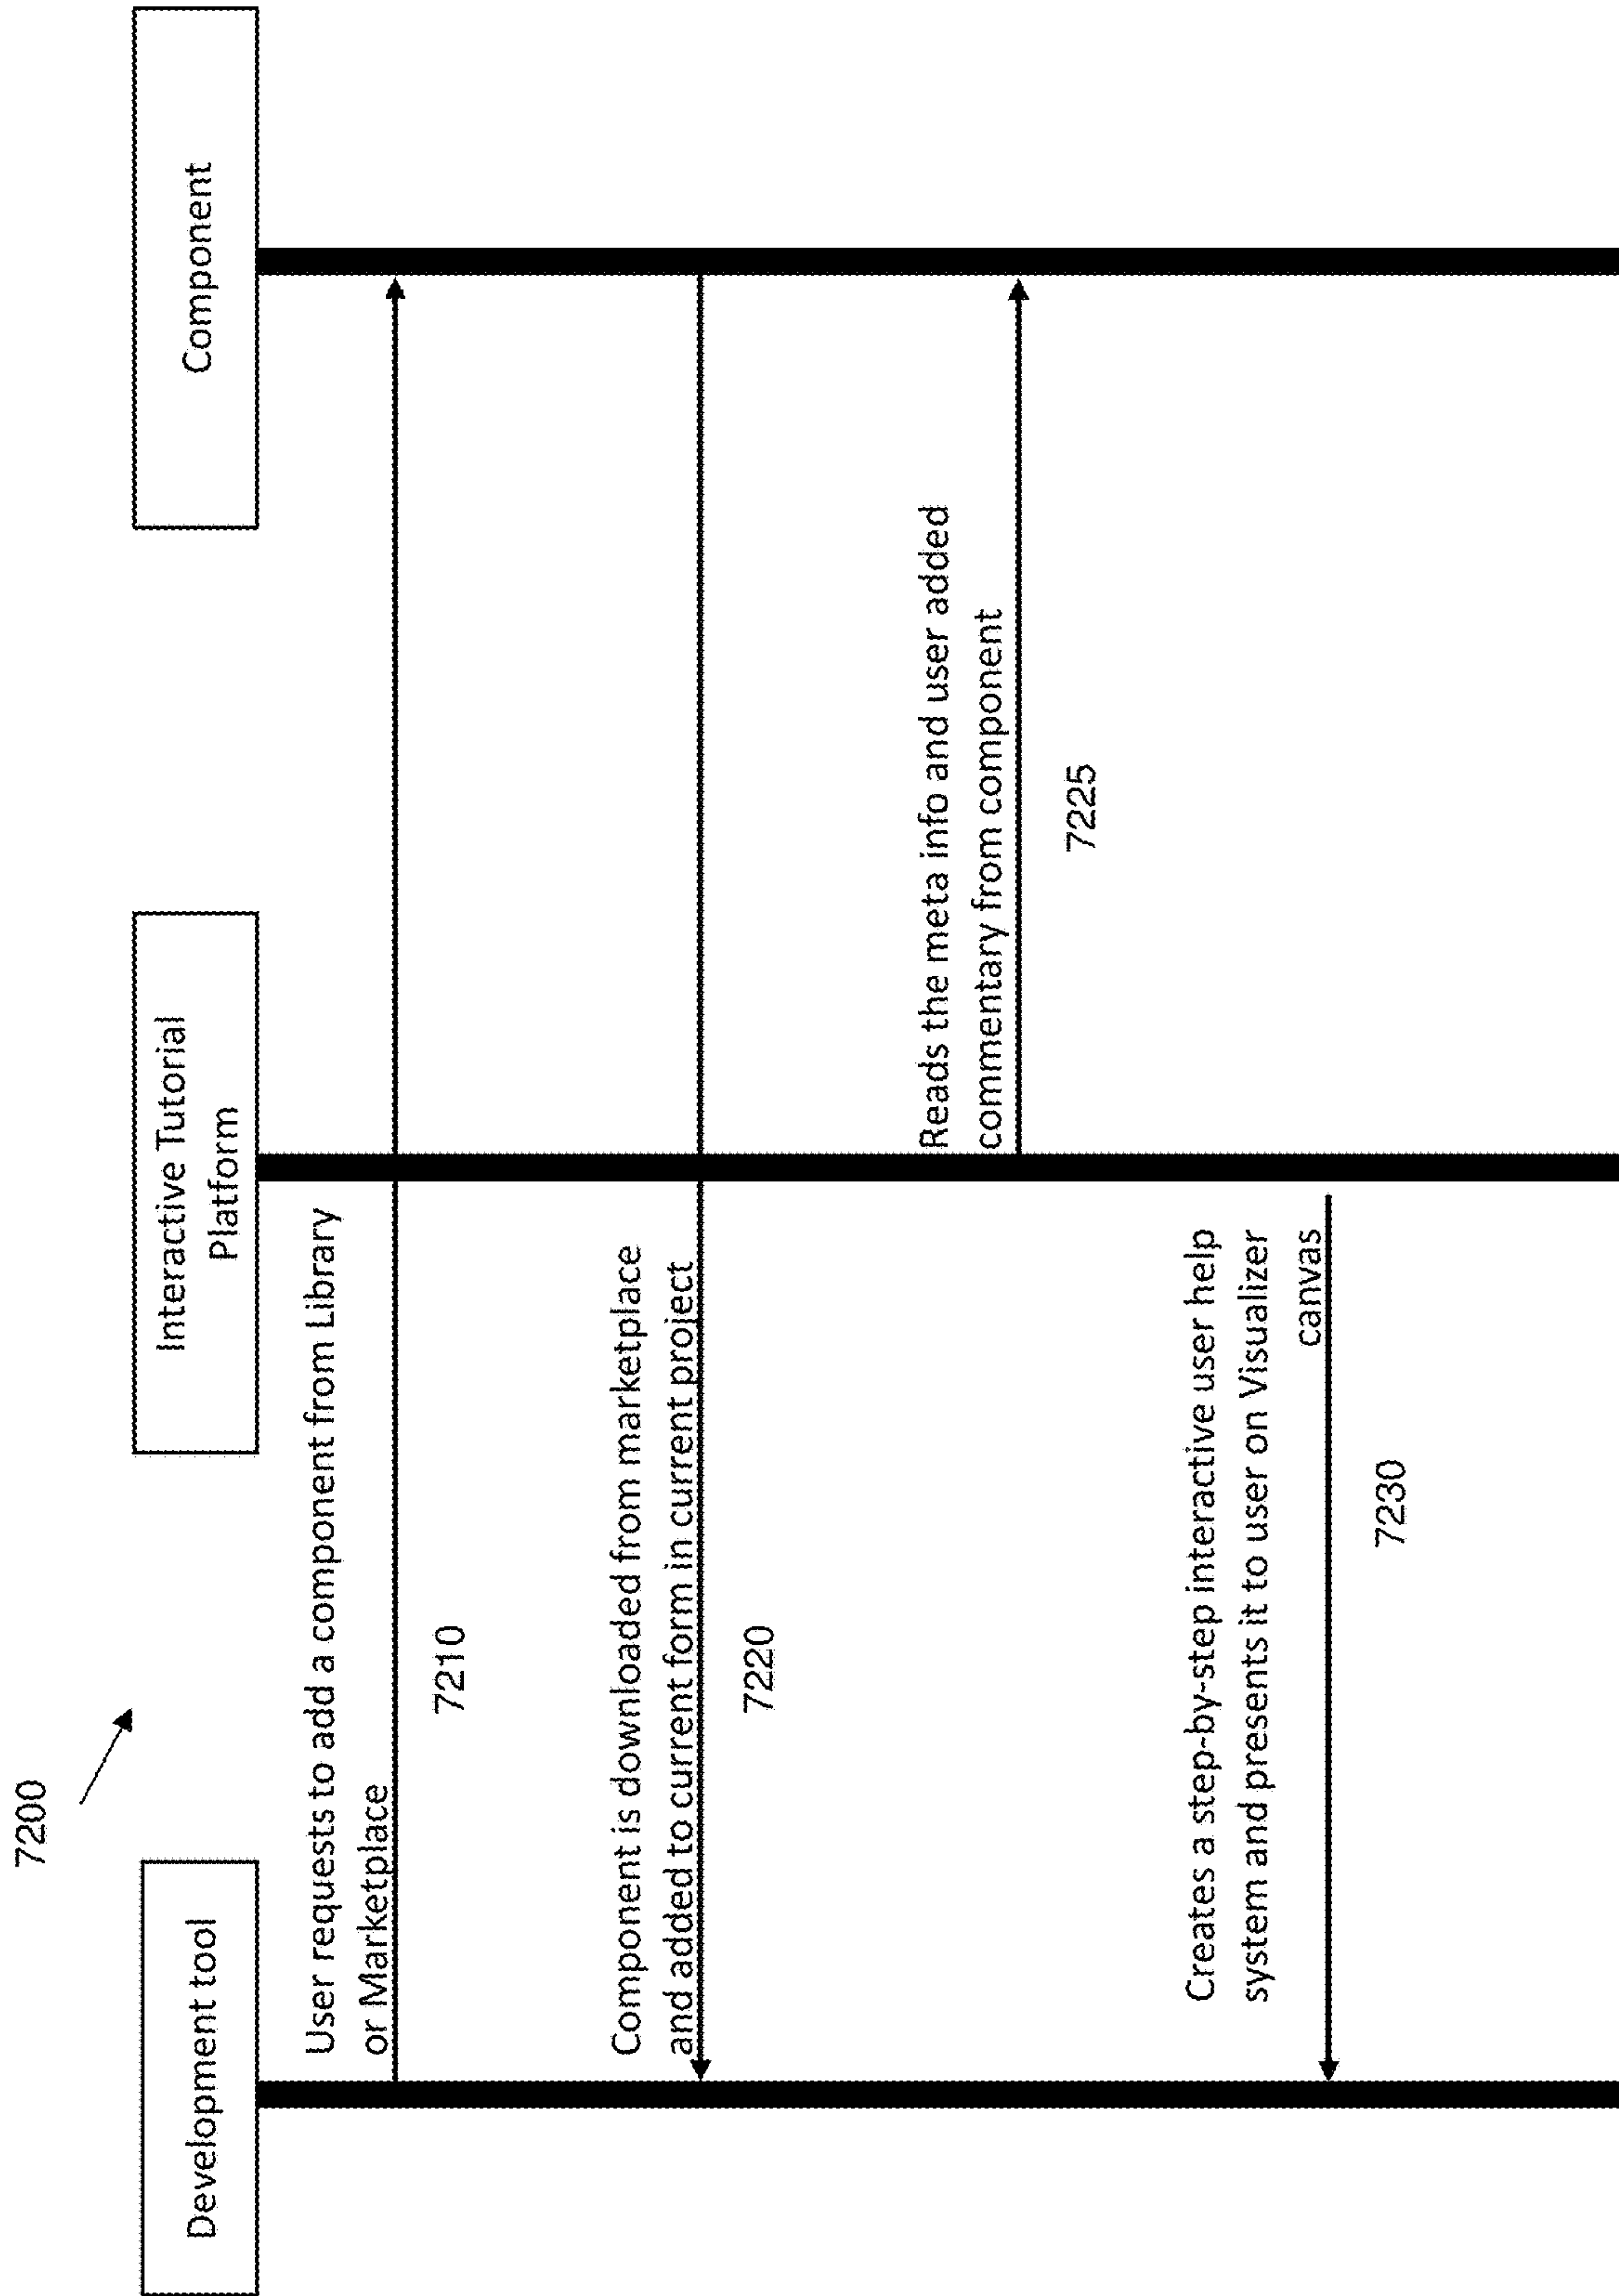 7200
Development tool
Interactive Tutorial
Platform
Component
User requests to add a component from Library
or Marketplace
7210
Component is downloaded from marketplace
and added to current form in current project
7220
Reads the meta info and user added
commentary from component
7225
Creates a step-by-step interactive user help
system and presents it to user on Visualizer
canvas
7230